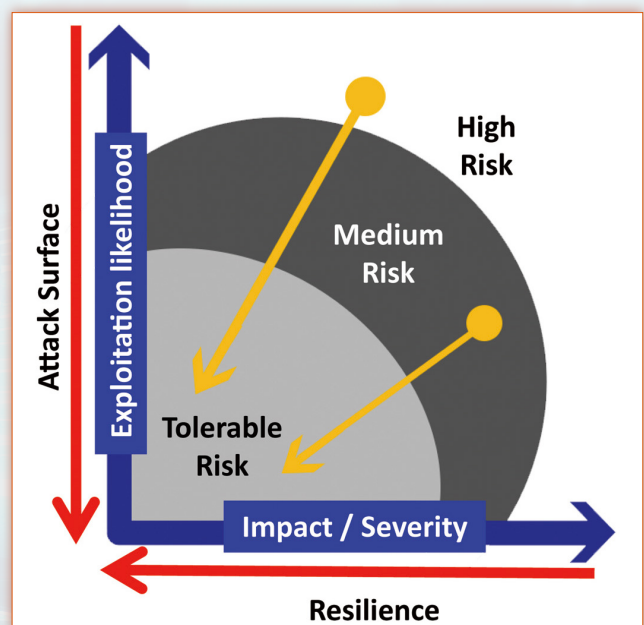 High
Risk
Medium
Risk
Attack Surface
Exploitation likelihood
Tolerable
Risk
Impact / Severity
Resilience